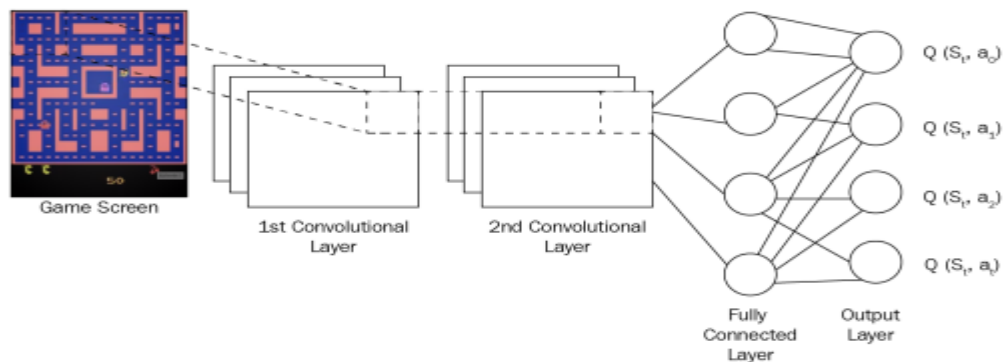 50
Game Screen
1st Convolutional
Layer
2nd Convolutional
Layer
Fully
Connected
Layer
Output
Layer
Q (Sₜ, a₀)
Q (Sₜ, a₁)
Q (Sₜ, a₂)
Q (Sₜ, aₜ)